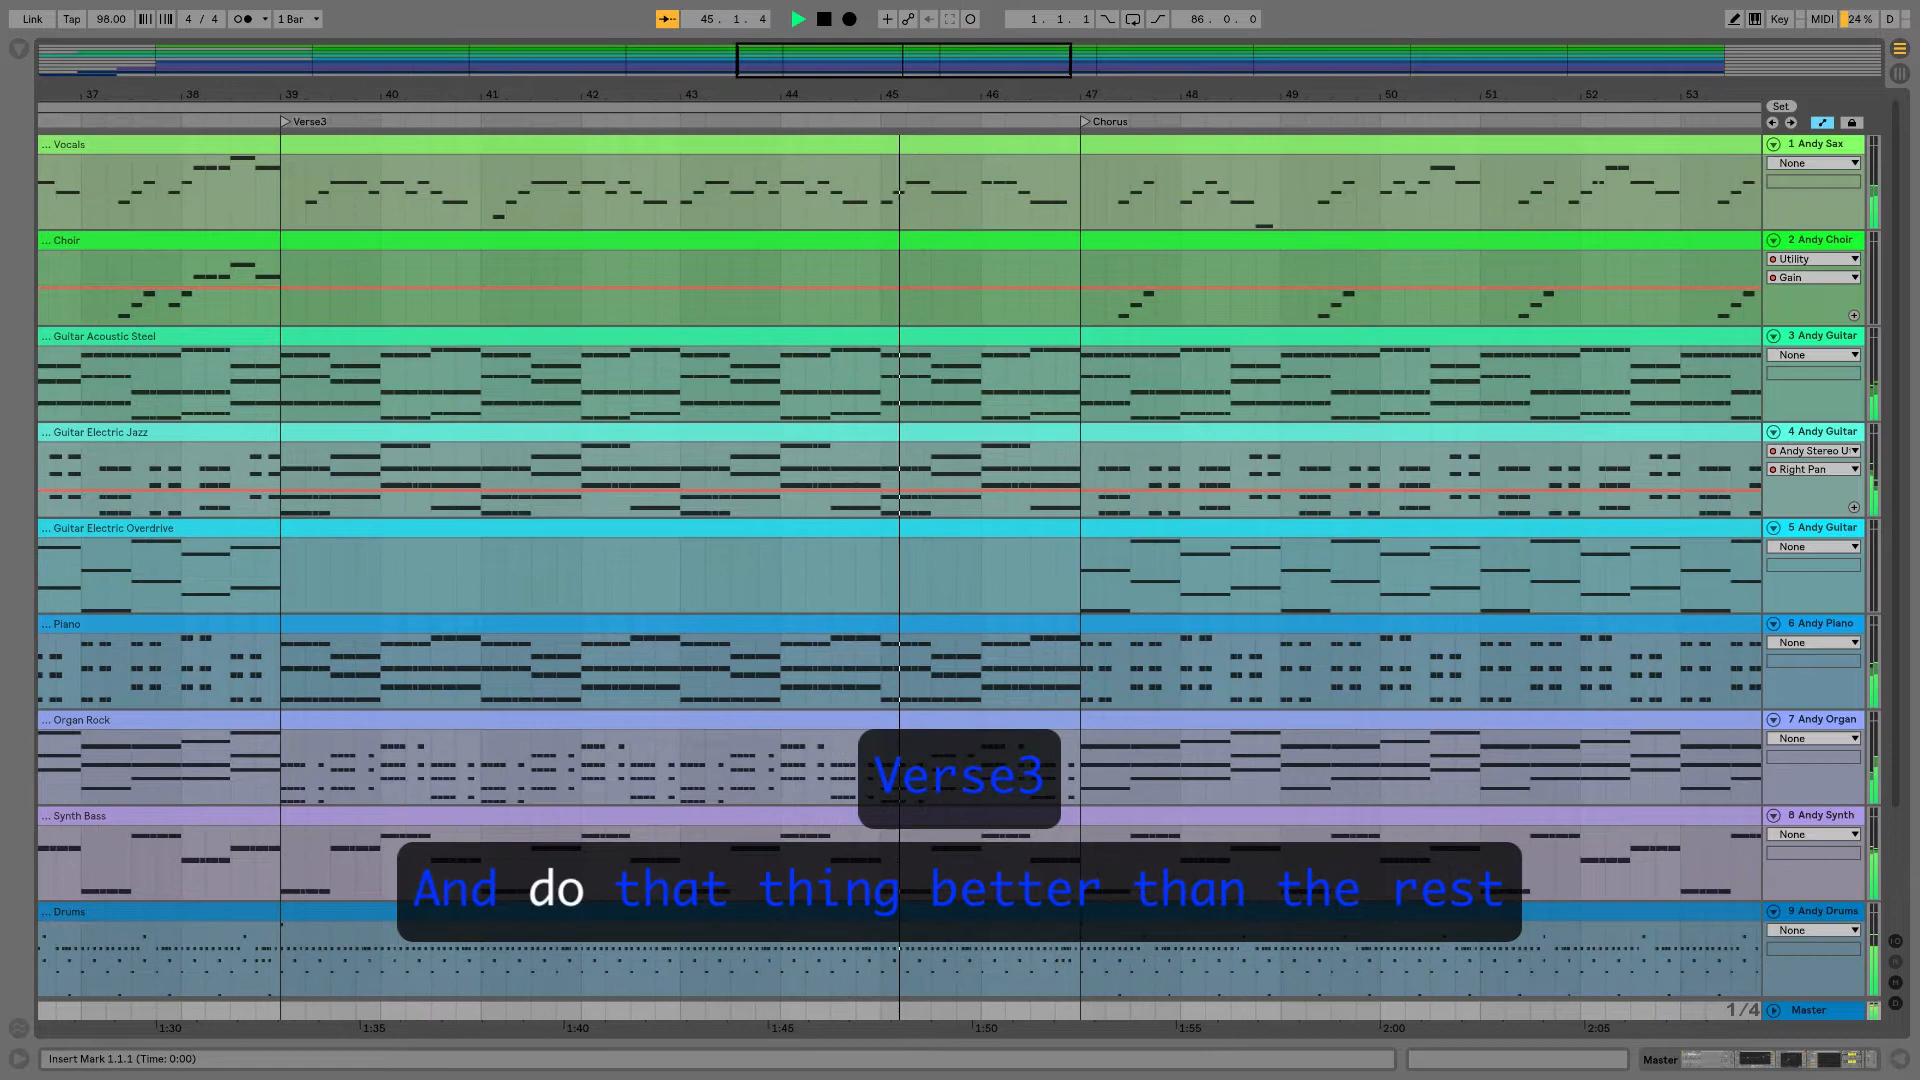 Link Tap 98.00 4 / 4 1 Bar 45. 1. 4 1. 1. 1 86. 0. 0 Key MIDI 24 % D
37 38 39 40 41 42 43 44 45 46 47 48 49 50 51 52 53
Set
Verse3 Chorus
... Vocals 1 Andy Sax
None
... Choir 2 Andy Choir
Utility
Gain
... Guitar Acoustic Steel 3 Andy Guitar
None
... Guitar Electric Jazz 4 Andy Guitar
Andy Stereo U
Right Pan
... Guitar Electric Overdrive 5 Andy Guitar
None
... Piano 6 Andy Piano
None
... Organ Rock 7 Andy Organ
None
Verse3
... Synth Bass 8 Andy Synth
None
And do that thing better than the rest
... Drums 9 Andy Drums
None
1/4 Master
1:30 1:35 1:40 1:45 1:50 1:55 2:00 2:05
Insert Mark 1.1.1 (Time: 0:00) Master